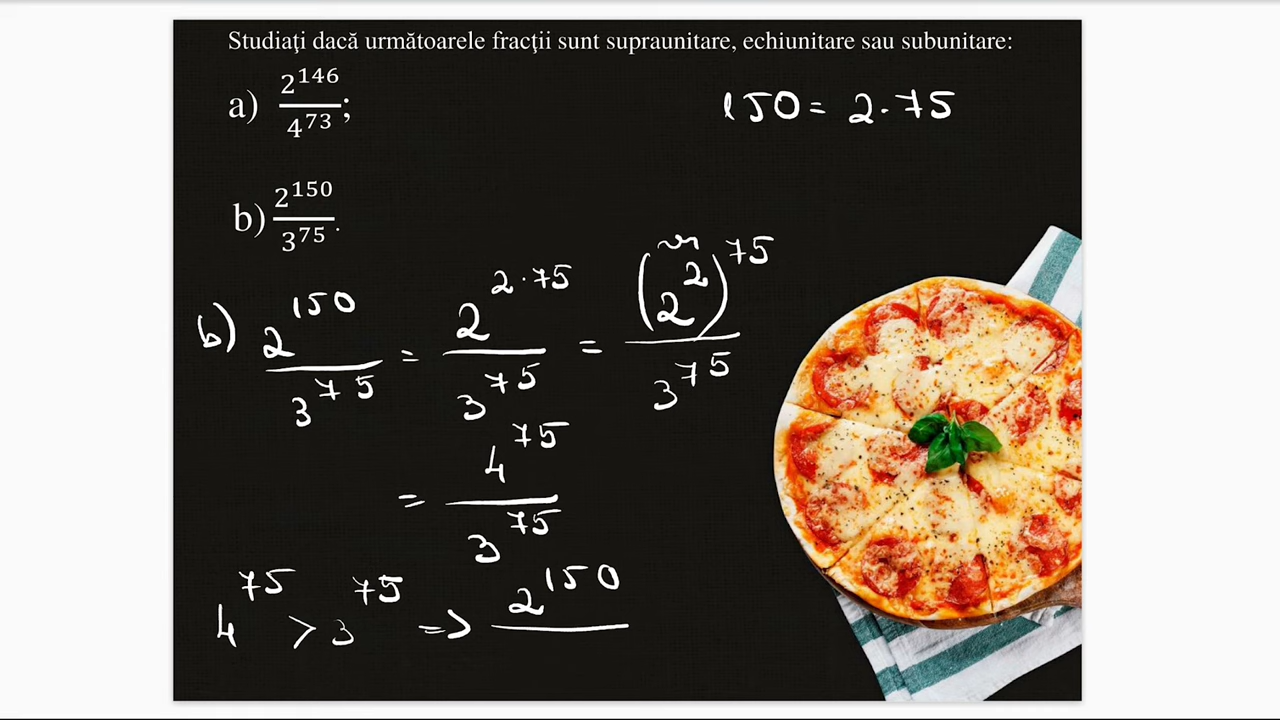 Studiaţi dacă următoarele fracţii sunt supraunitare, echiunitare sau subunitare:
a) 2^146 / 4^73;
150 = 2·75
b) 2^150 / 3^75.
b) 2^150 / 3^75 = 2^(2·75) / 3^75 = (2^2)^75 / 3^75
= 4^75 / 3^75
4^75 > 3^75 => 2^150 /